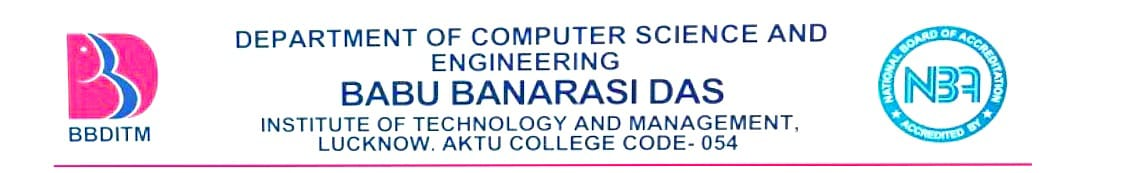 DEPARTMENT OF COMPUTER SCIENCE AND
ENGINEERING
BABU BANARASI DAS
INSTITUTE OF TECHNOLOGY AND MANAGEMENT,
LUCKNOW. AKTU COLLEGE CODE- 054
BBDITM
NATIONAL BOARD OF ACCREDITATION
NBA
ACCREDITED BY